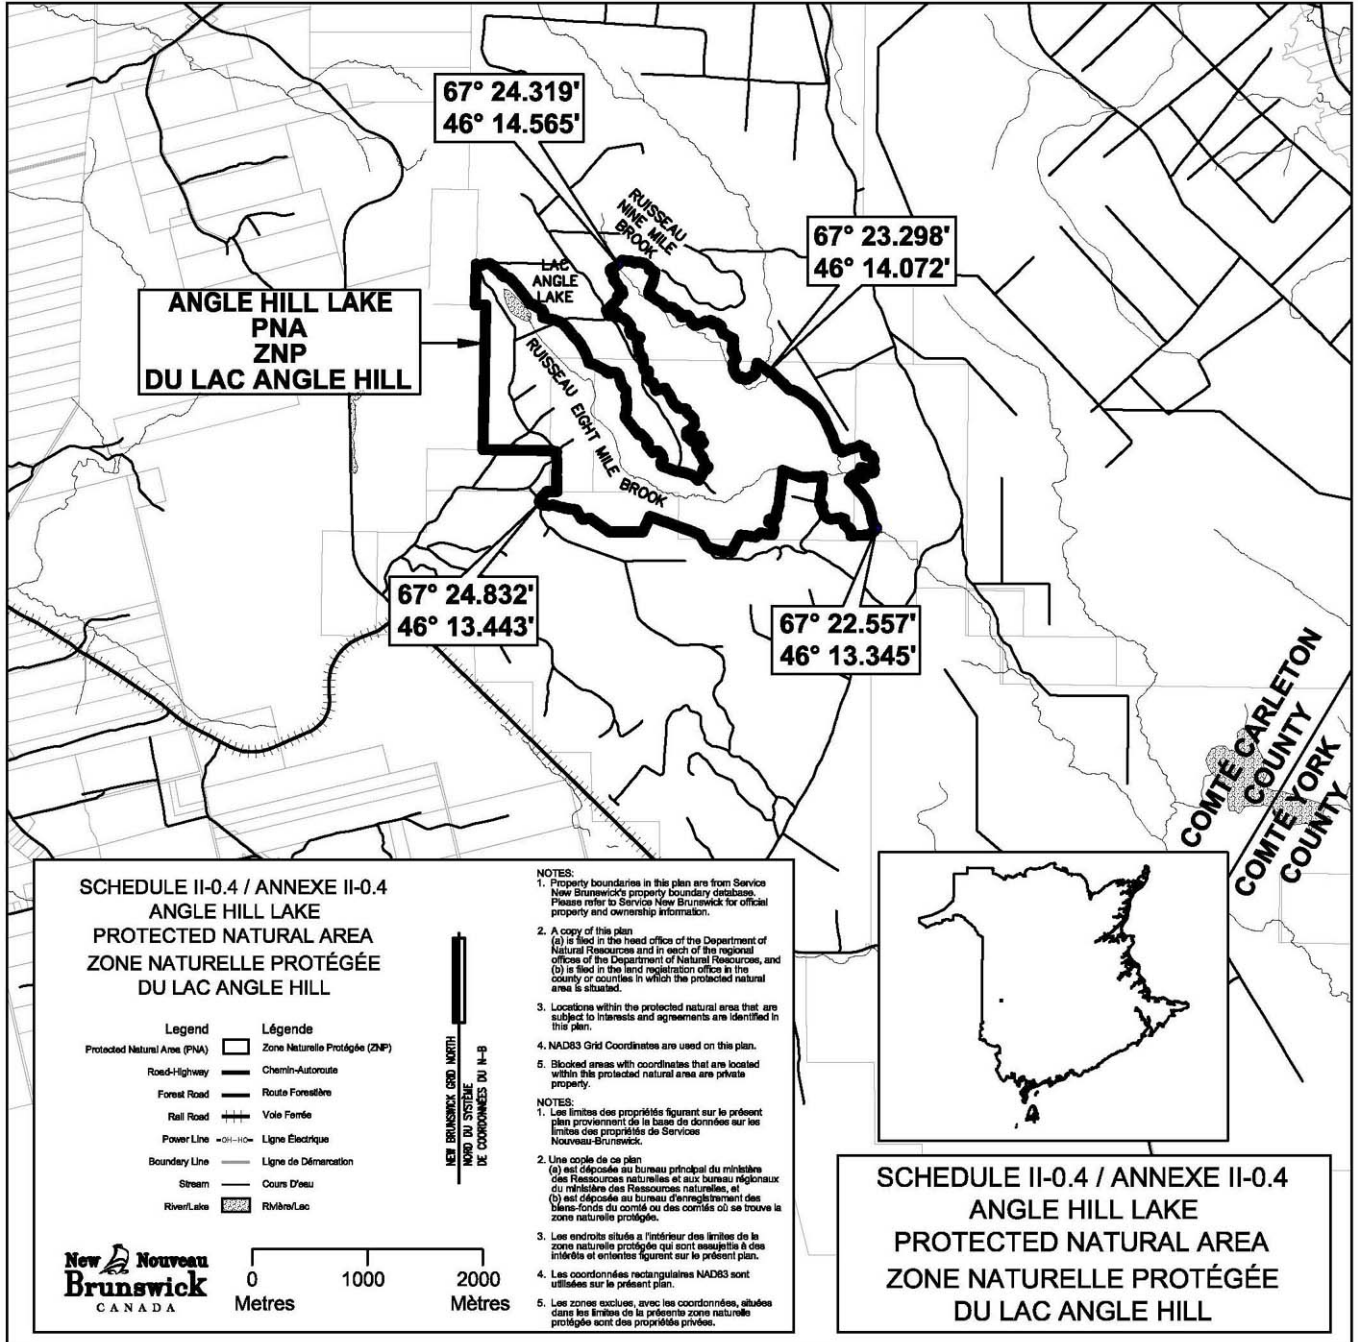 67° 24.319'
46° 14.565'
RUISSEAU
NINE MILE
BROOK
67° 23.298'
46° 14.072'
LAC
ANGLE
LAKE
ANGLE HILL LAKE
PNA
ZNP
DU LAC ANGLE HILL
RUISSEAU EIGHT MILE BROOK
67° 24.832'
46° 13.443'
67° 22.557'
46° 13.345'
COMTÉ CARLETON
COUNTY
COMTÉ YORK
COUNTY
SCHEDULE II-0.4 / ANNEXE II-0.4
ANGLE HILL LAKE
PROTECTED NATURAL AREA
ZONE NATURELLE PROTÉGÉE
DU LAC ANGLE HILL
Legend Légende
Protected Natural Area (PNA) Zone Naturelle Protégée (ZNP)
Road-Highway Chemin-Autoroute
Forest Road Route Forestière
Rail Road Voie Ferrée
Power Line OH-HO Ligne Électrique
Boundary Line Ligne de Démarcation
Stream Cours D'eau
River/Lake Rivière/Lac
NEW BRUNSWICK GRID NORTH
NORD DU SYSTÈME
DE COORDONNÉES DU N-B
New Nouveau
Brunswick
CANADA
0 1000 2000
Metres Mètres
NOTES:
1. Property boundaries in this plan are from Service
New Brunswick's property boundary database.
Please refer to Service New Brunswick for official
property and ownership information.
2. A copy of this plan
(a) is filed in the head office of the Department of
Natural Resources and in each of the regional
offices of the Department of Natural Resources, and
(b) is filed in the land registration office in the
county or counties in which the protected natural
area is situated.
3. Locations within the protected natural area that are
subject to interests and agreements are identified in
this plan.
4. NAD83 Grid Coordinates are used on this plan.
5. Blocked areas with coordinates that are located
within this protected natural area are private
property.
NOTES:
1. Les limites des propriétés figurant sur le présent
plan proviennent de la base de données sur les
limites des propriétés de Services
Nouveau-Brunswick.
2. Une copie de ce plan
(a) est déposée au bureau principal du ministère
des Ressources naturelles et aux bureau régionaux
du ministère des Ressources naturelles, et
(b) est déposée au bureau d'enregistrement des
biens-fonds du comté ou des comtés où se trouve la
zone naturelle protégée.
3. Les endroits situés a l'intérieur des limites de la
zone naturelle protégée qui sont assujettis à des
intérêts et ententes figurent sur le présent plan.
4. Les coordonnées rectangulaires NAD83 sont
utilisées sur le présent plan.
5. Les zones exclues, avec les coordonnées, situées
dans les limites de la présente zone naturelle
protégée sont des propriétés privées.
SCHEDULE II-0.4 / ANNEXE II-0.4
ANGLE HILL LAKE
PROTECTED NATURAL AREA
ZONE NATURELLE PROTÉGÉE
DU LAC ANGLE HILL